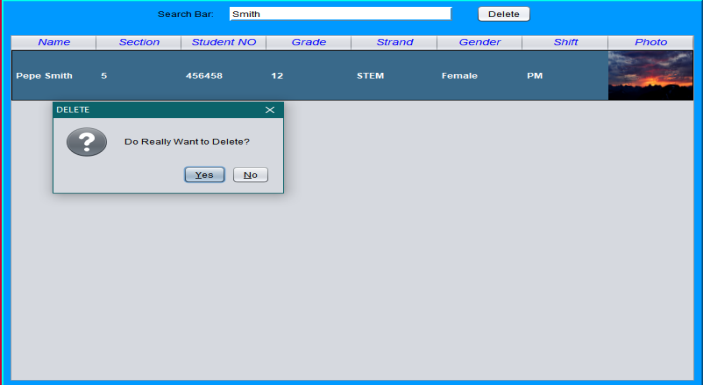 Search Bar: Smith Delete
Name Section Student NO Grade Strand Gender Shift Photo
Pepe Smith 5 456458 12 STEM Female PM
DELETE
?
Do Really Want to Delete?
Yes No